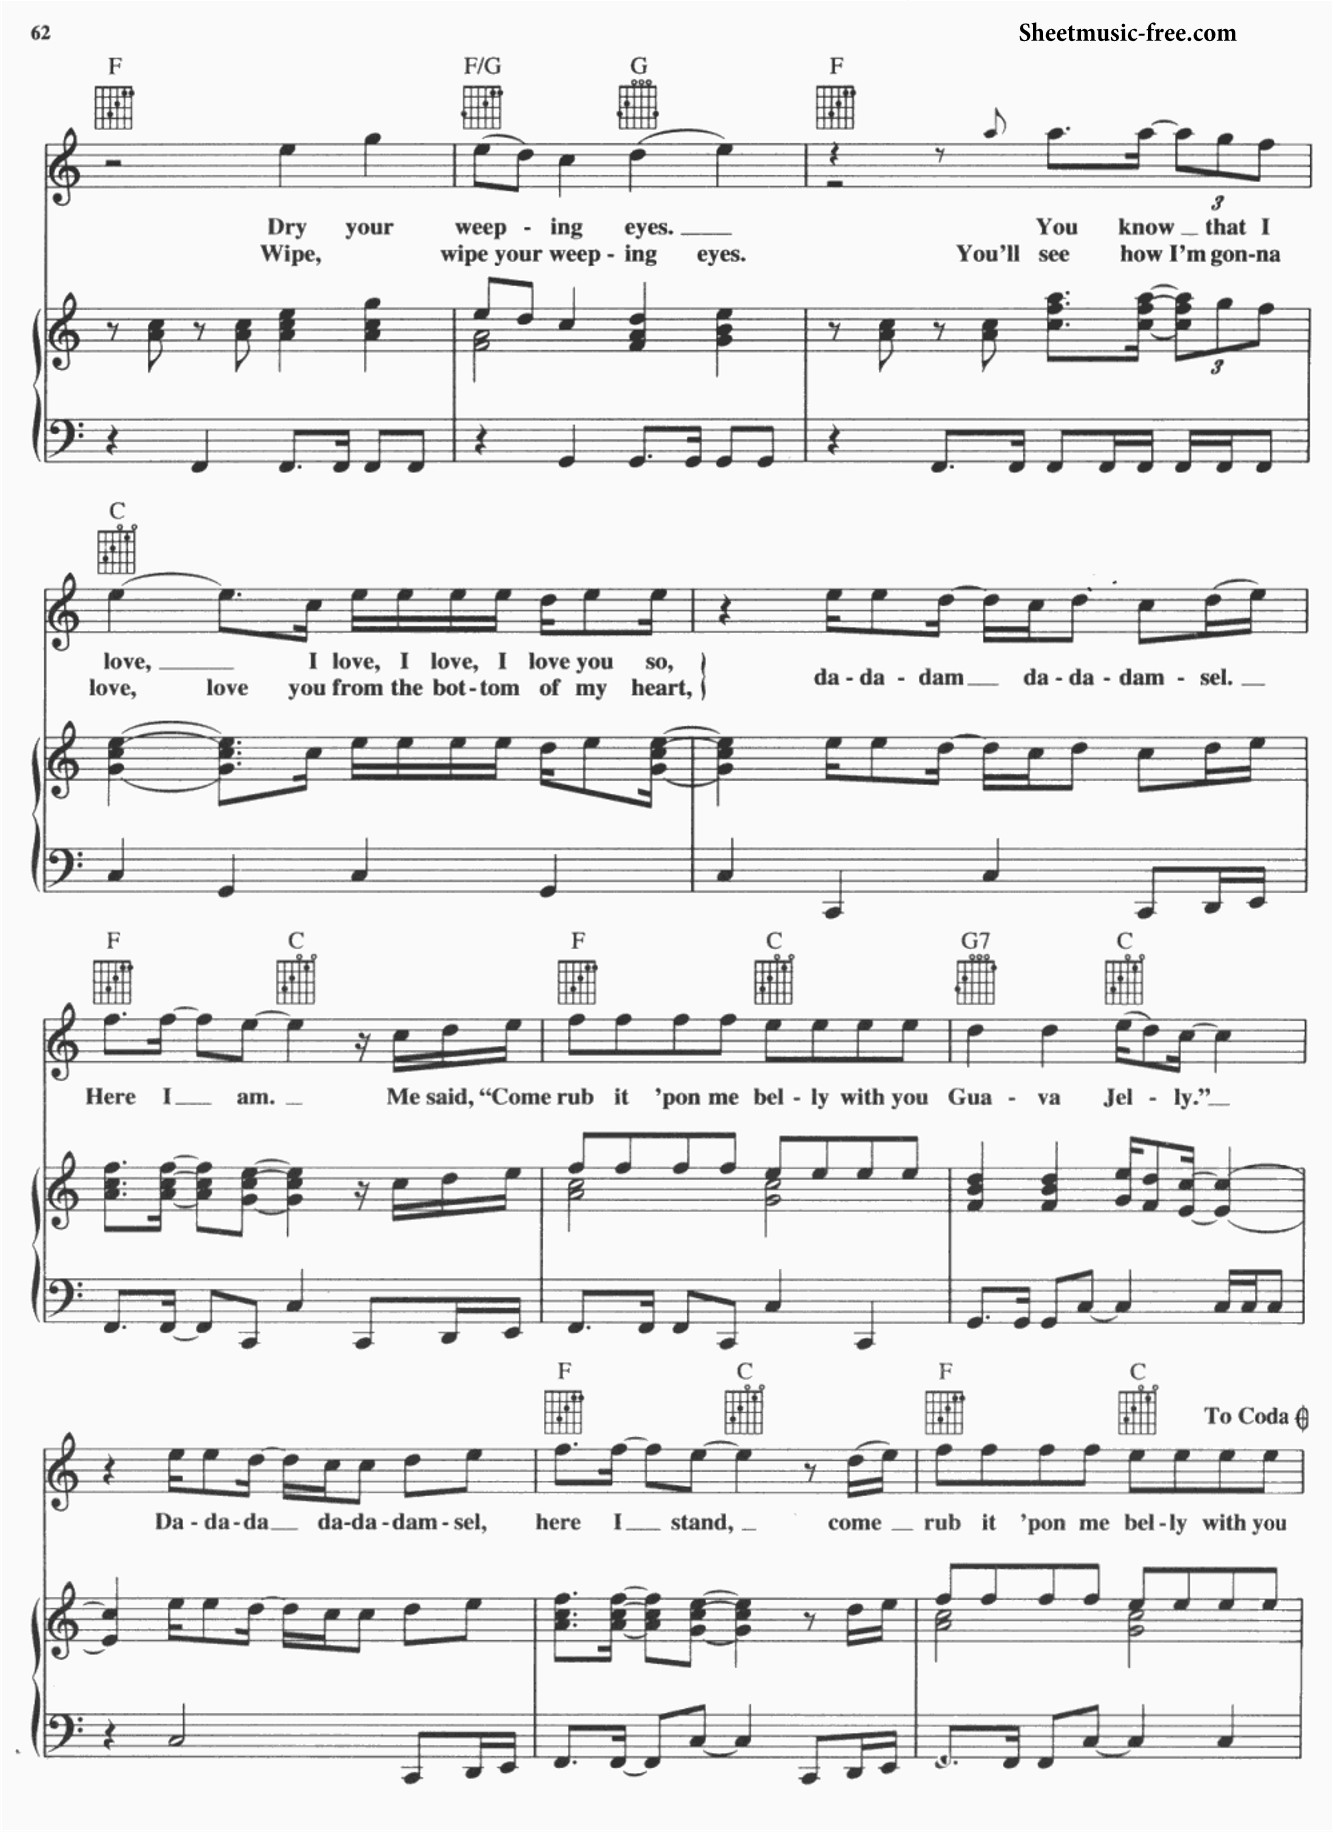 62
Sheetmusic-free.com
F F/G G F
Dry your weep - ing eyes. You know that I
Wipe, wipe your weep - ing eyes. You'll see how I'm gon-na
3
3
C
love, I love, I love, I love you so,
love, love you from the bot-tom of my heart,
da - da - dam da - da - dam - sel.
F C F C G7 C
Here I am. Me said, “Come rub it 'pon me bel - ly with you Gua - va Jel - ly.”
F C F C To Coda
Da - da - da da-da-dam-sel, here I stand, come rub it 'pon me bel-ly with you